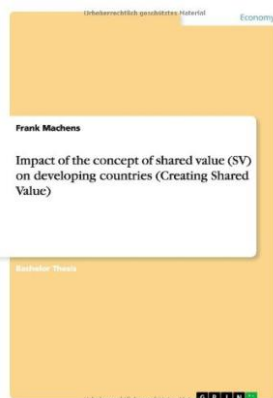 Urheberrechtlich geschütztes Material
Economy
Frank Machens
Impact of the concept of shared value (SV)
on developing countries (Creating Shared
Value)
Bachelor Thesis
G R I N